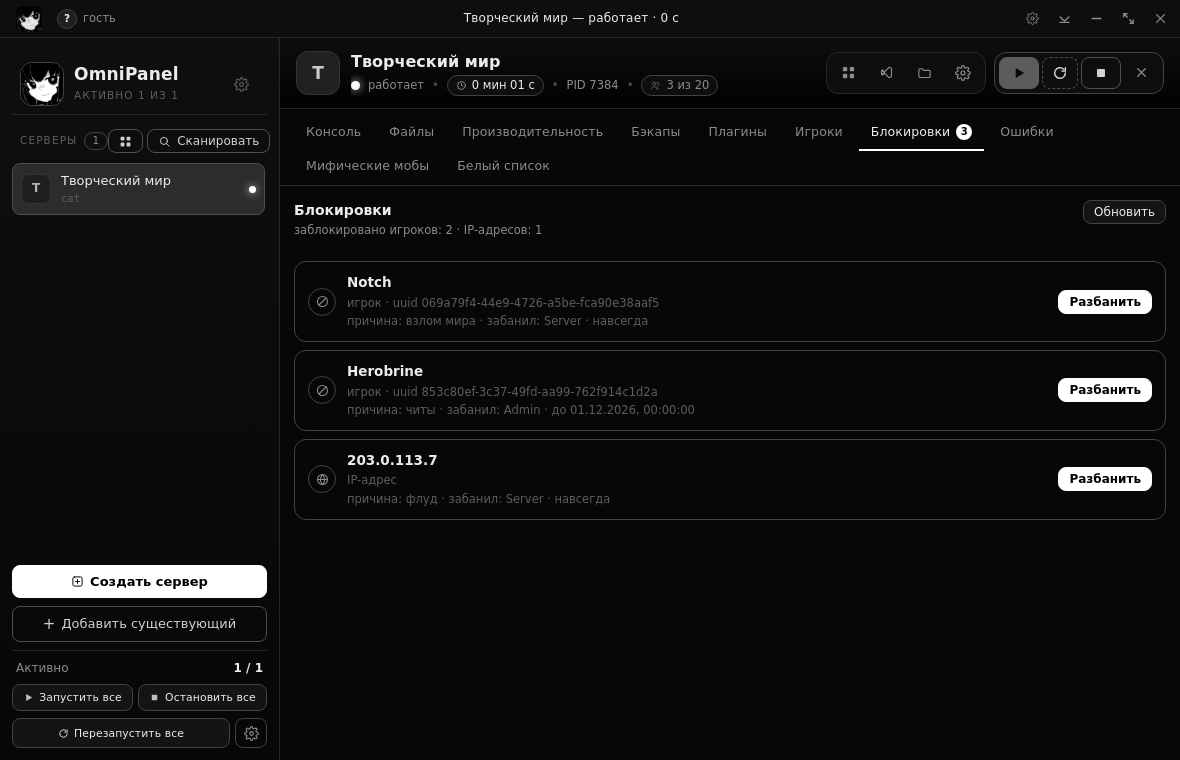 ? гость
Творческий мир — работает · 0 с
OmniPanel
АКТИВНО 1 ИЗ 1
СЕРВЕРЫ 1 Сканировать
T Творческий мир
cat
Создать сервер
+ Добавить существующий
Активно 1 / 1
Запустить все Остановить все
Перезапустить все
T Творческий мир
работает • 0 мин 01 с • PID 7384 • 3 из 20
Консоль Файлы Производительность Бэкапы Плагины Игроки Блокировки 3 Ошибки
Мифические мобы Белый список
Блокировки
заблокировано игроков: 2 · IP-адресов: 1
Обновить
Notch
игрок · uuid 069a79f4-44e9-4726-a5be-fca90e38aaf5
причина: взлом мира · забанил: Server · навсегда
Разбанить
Herobrine
игрок · uuid 853c80ef-3c37-49fd-aa99-762f914c1d2a
причина: читы · забанил: Admin · до 01.12.2026, 00:00:00
Разбанить
203.0.113.7
IP-адрес
причина: флуд · забанил: Server · навсегда
Разбанить